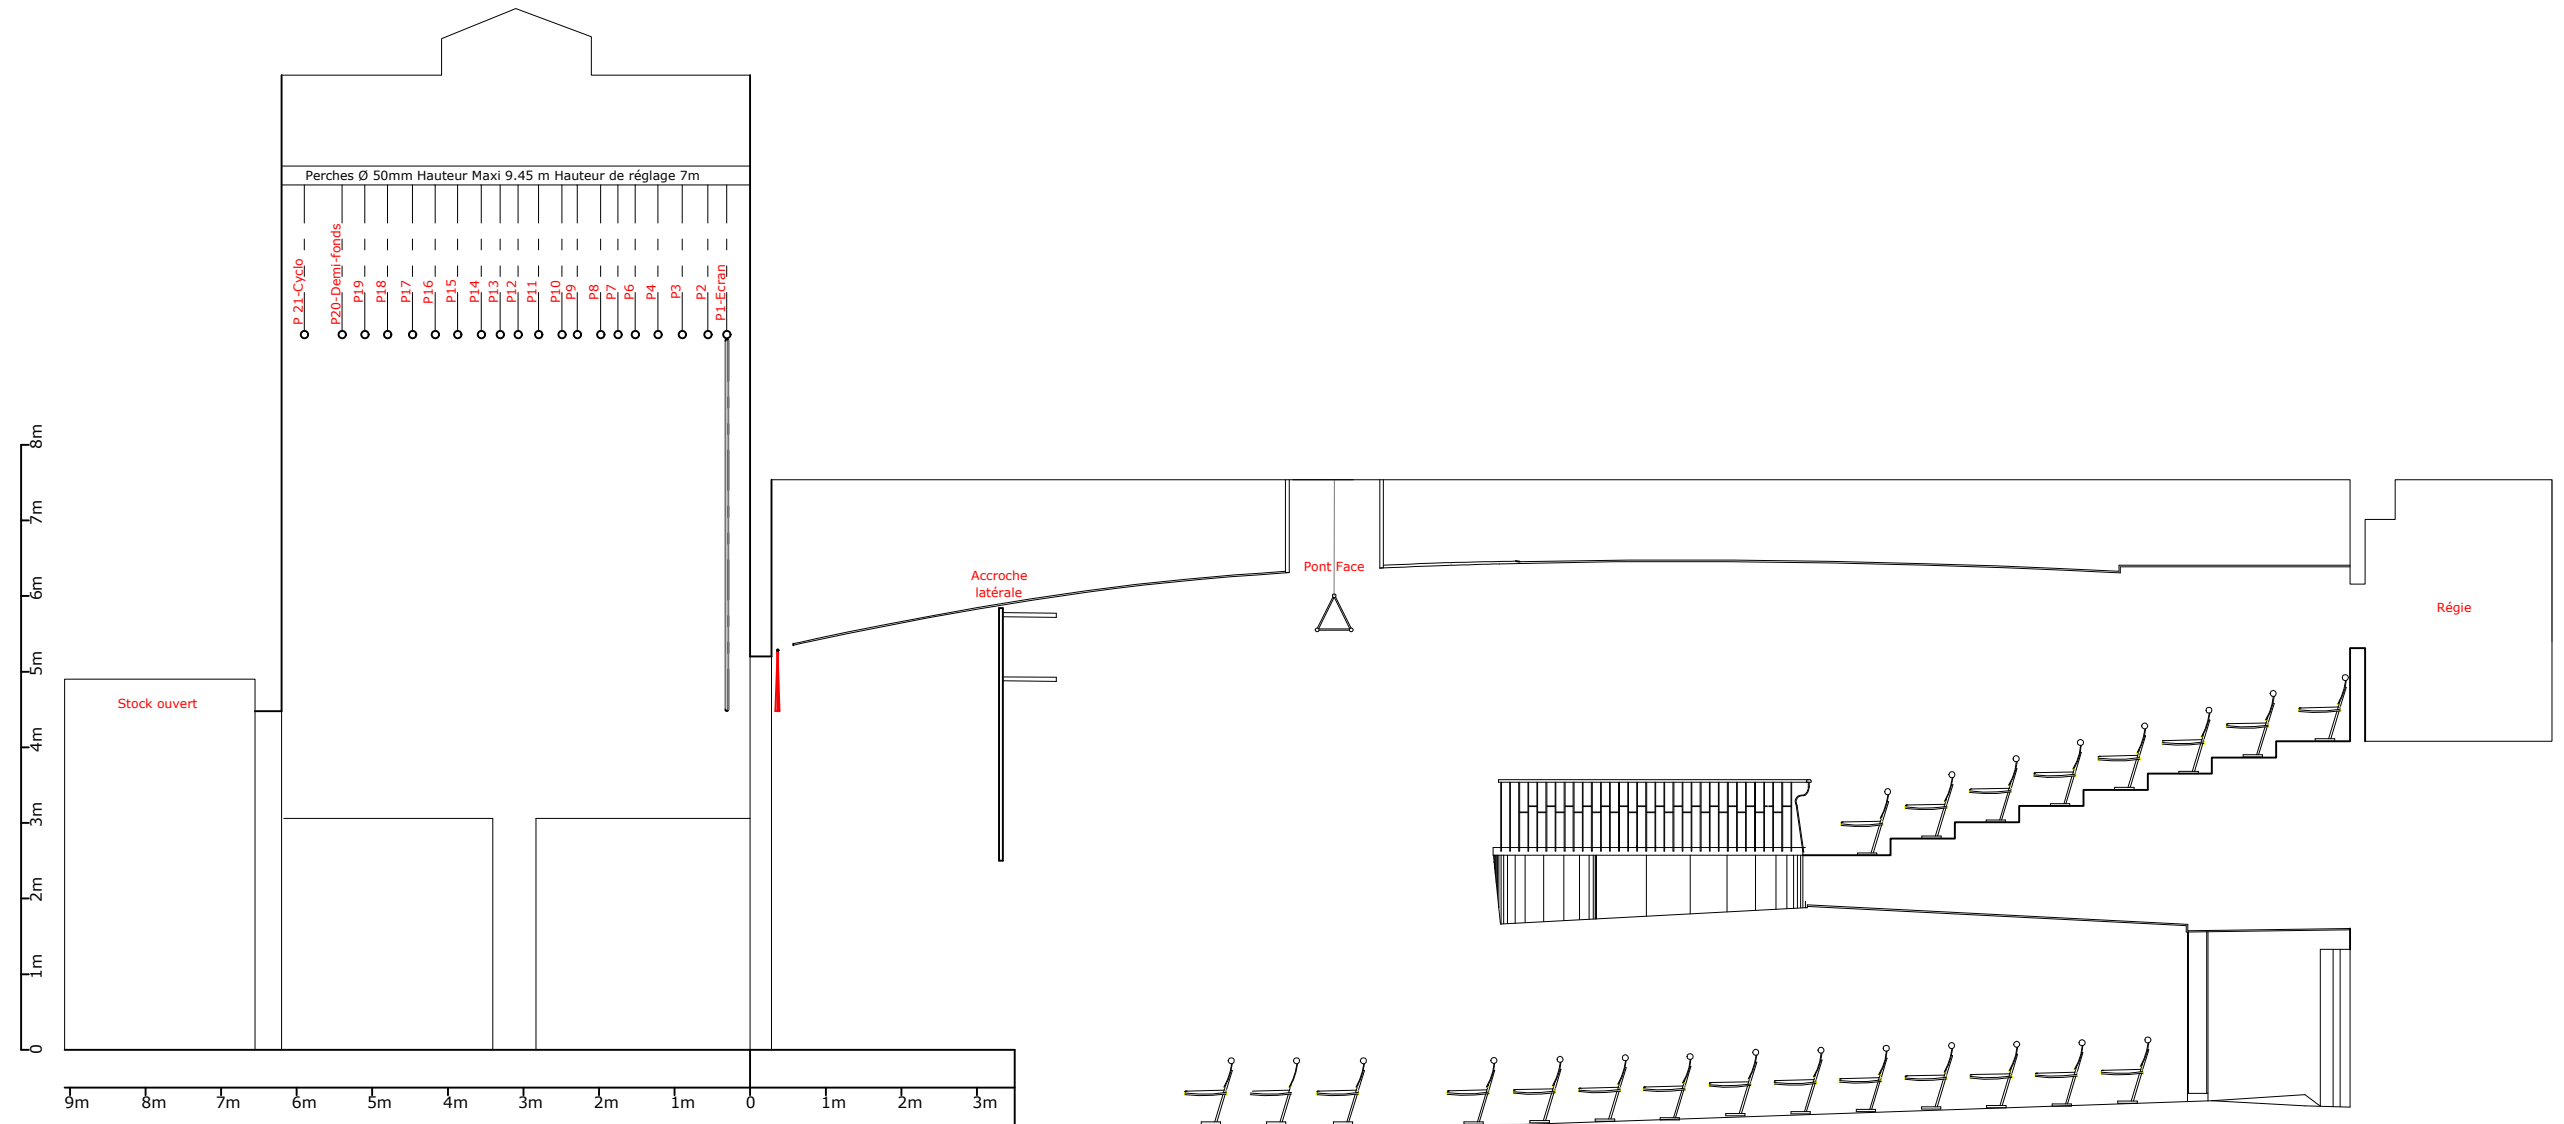 Perches Ø 50mm Hauteur Maxi 9.45 m Hauteur de réglage 7m
P 21-Cyclo
P20-Demi-fonds
P19
P18
P17
P16
P15
P14
P13
P12
P11
P10
P9
P8
P7
P6
P4
P3
P2
P1-Ecran
8m
7m
6m
5m
4m
3m
2m
1m
0
Accroche
latérale
Pont Face
Régie
Stock ouvert
9m
8m
7m
6m
5m
4m
3m
2m
1m
0
1m
2m
3m